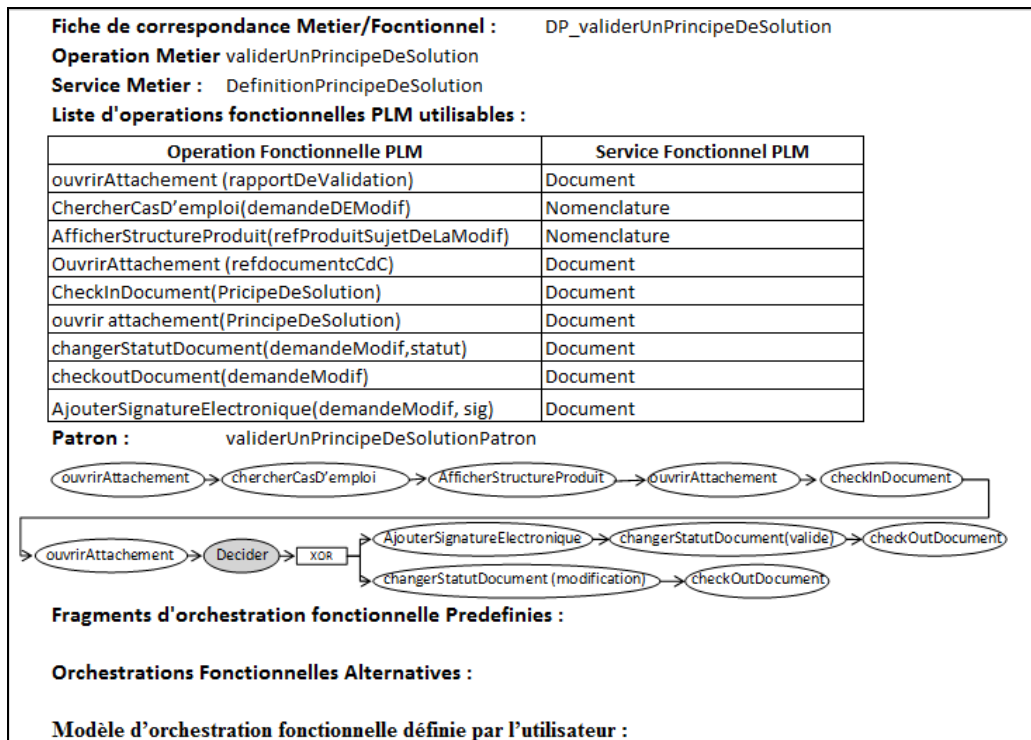 Fiche de correspondance Metier/Focntionnel : DP_validerUnPrincipeDeSolution
Operation Metier validerUnPrincipeDeSolution
Service Metier : DefinitionPrincipeDeSolution
Liste d'operations fonctionnelles PLM utilisables :
Operation Fonctionnelle PLM Service Fonctionnel PLM
ouvrirAttachement (rapportDeValidation) Document
ChercherCasD'emploi(demandeDEModif) Nomenclature
AfficherStructureProduit(refProduitSujetDeLaModif) Nomenclature
OuvrirAttachement (refdocumentcCdC) Document
CheckInDocument(PricipeDeSolution) Document
ouvrir attachement(PrincipeDeSolution) Document
changerStatutDocument(demandeModif,statut) Document
checkoutDocument(demandeModif) Document
AjouterSignatureElectronique(demandeModif, sig) Document
Patron : validerUnPrincipeDeSolutionPatron
ouvrirAttachement chercherCasD'emploi AfficherStructureProduit ouvrirAttachement checkInDocument
ouvrirAttachement Decider XOR AjouterSignatureElectronique changerStatutDocument(valide) checkOutDocument
changerStatutDocument (modification) checkOutDocument
Fragments d'orchestration fonctionnelle Predefinies :
Orchestrations Fonctionnelles Alternatives :
Modèle d'orchestration fonctionnelle définie par l'utilisateur :